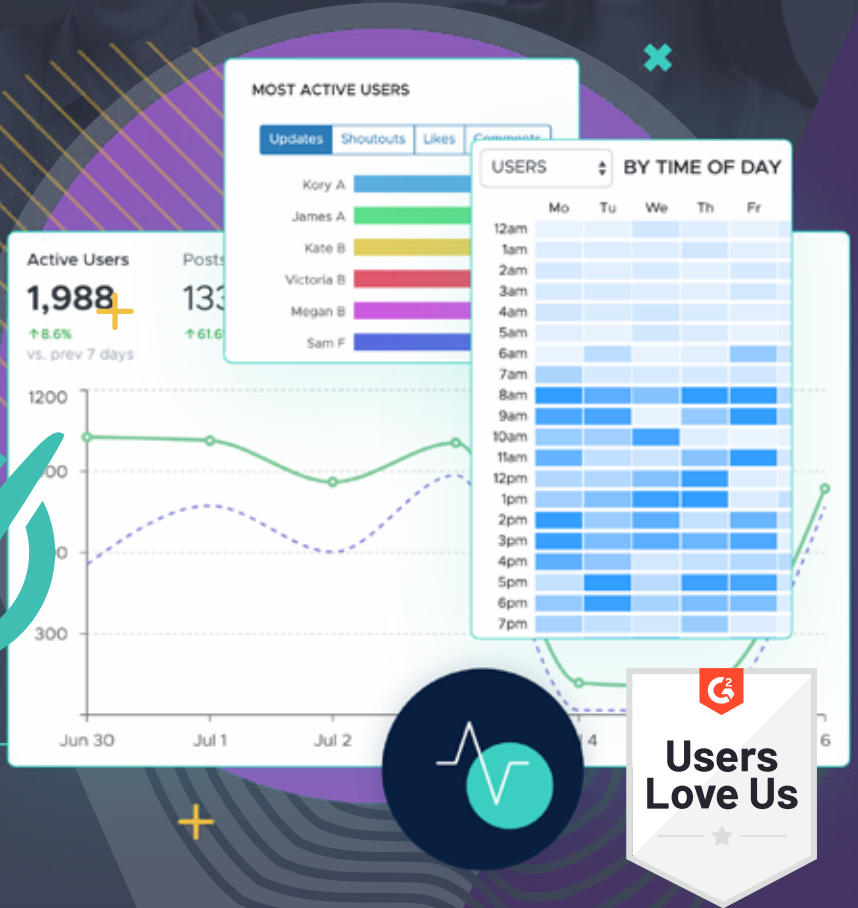 MOST ACTIVE USERS
Updates Shoutouts Likes Comments
Kory A
James A
Kate B
Victoria B
Megan B
Sam F
USERS BY TIME OF DAY
Mo Tu We Th Fr
12am
1am
2am
3am
4am
5am
6am
7am
8am
9am
10am
11am
12pm
1pm
2pm
3pm
4pm
5pm
6pm
7pm
Active Users Posts
1,988
↑8.6%
vs. prev 7 days
1200
300
Jun 30 Jul 1 Jul 2 4 6
G2
Users
Love Us